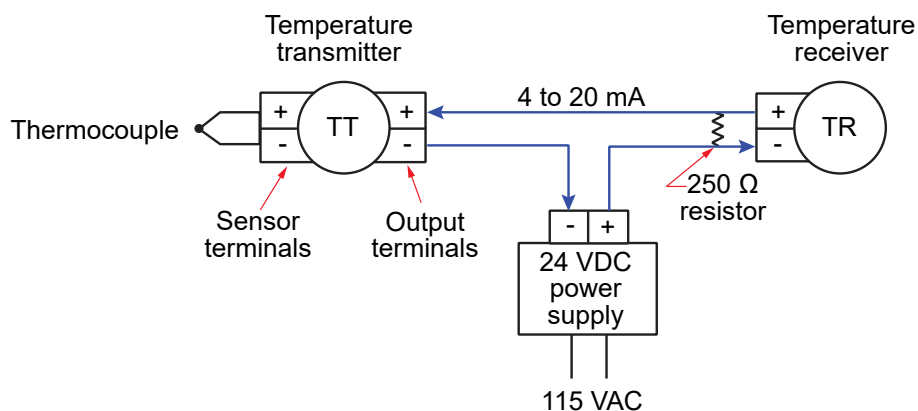 Temperature
transmitter
Temperature
receiver
4 to 20 mA
Thermocouple
+
-
TT
+
-
+
-
TR
250 Ω
resistor
Sensor
terminals
Output
terminals
-
+
24 VDC
power
supply
115 VAC